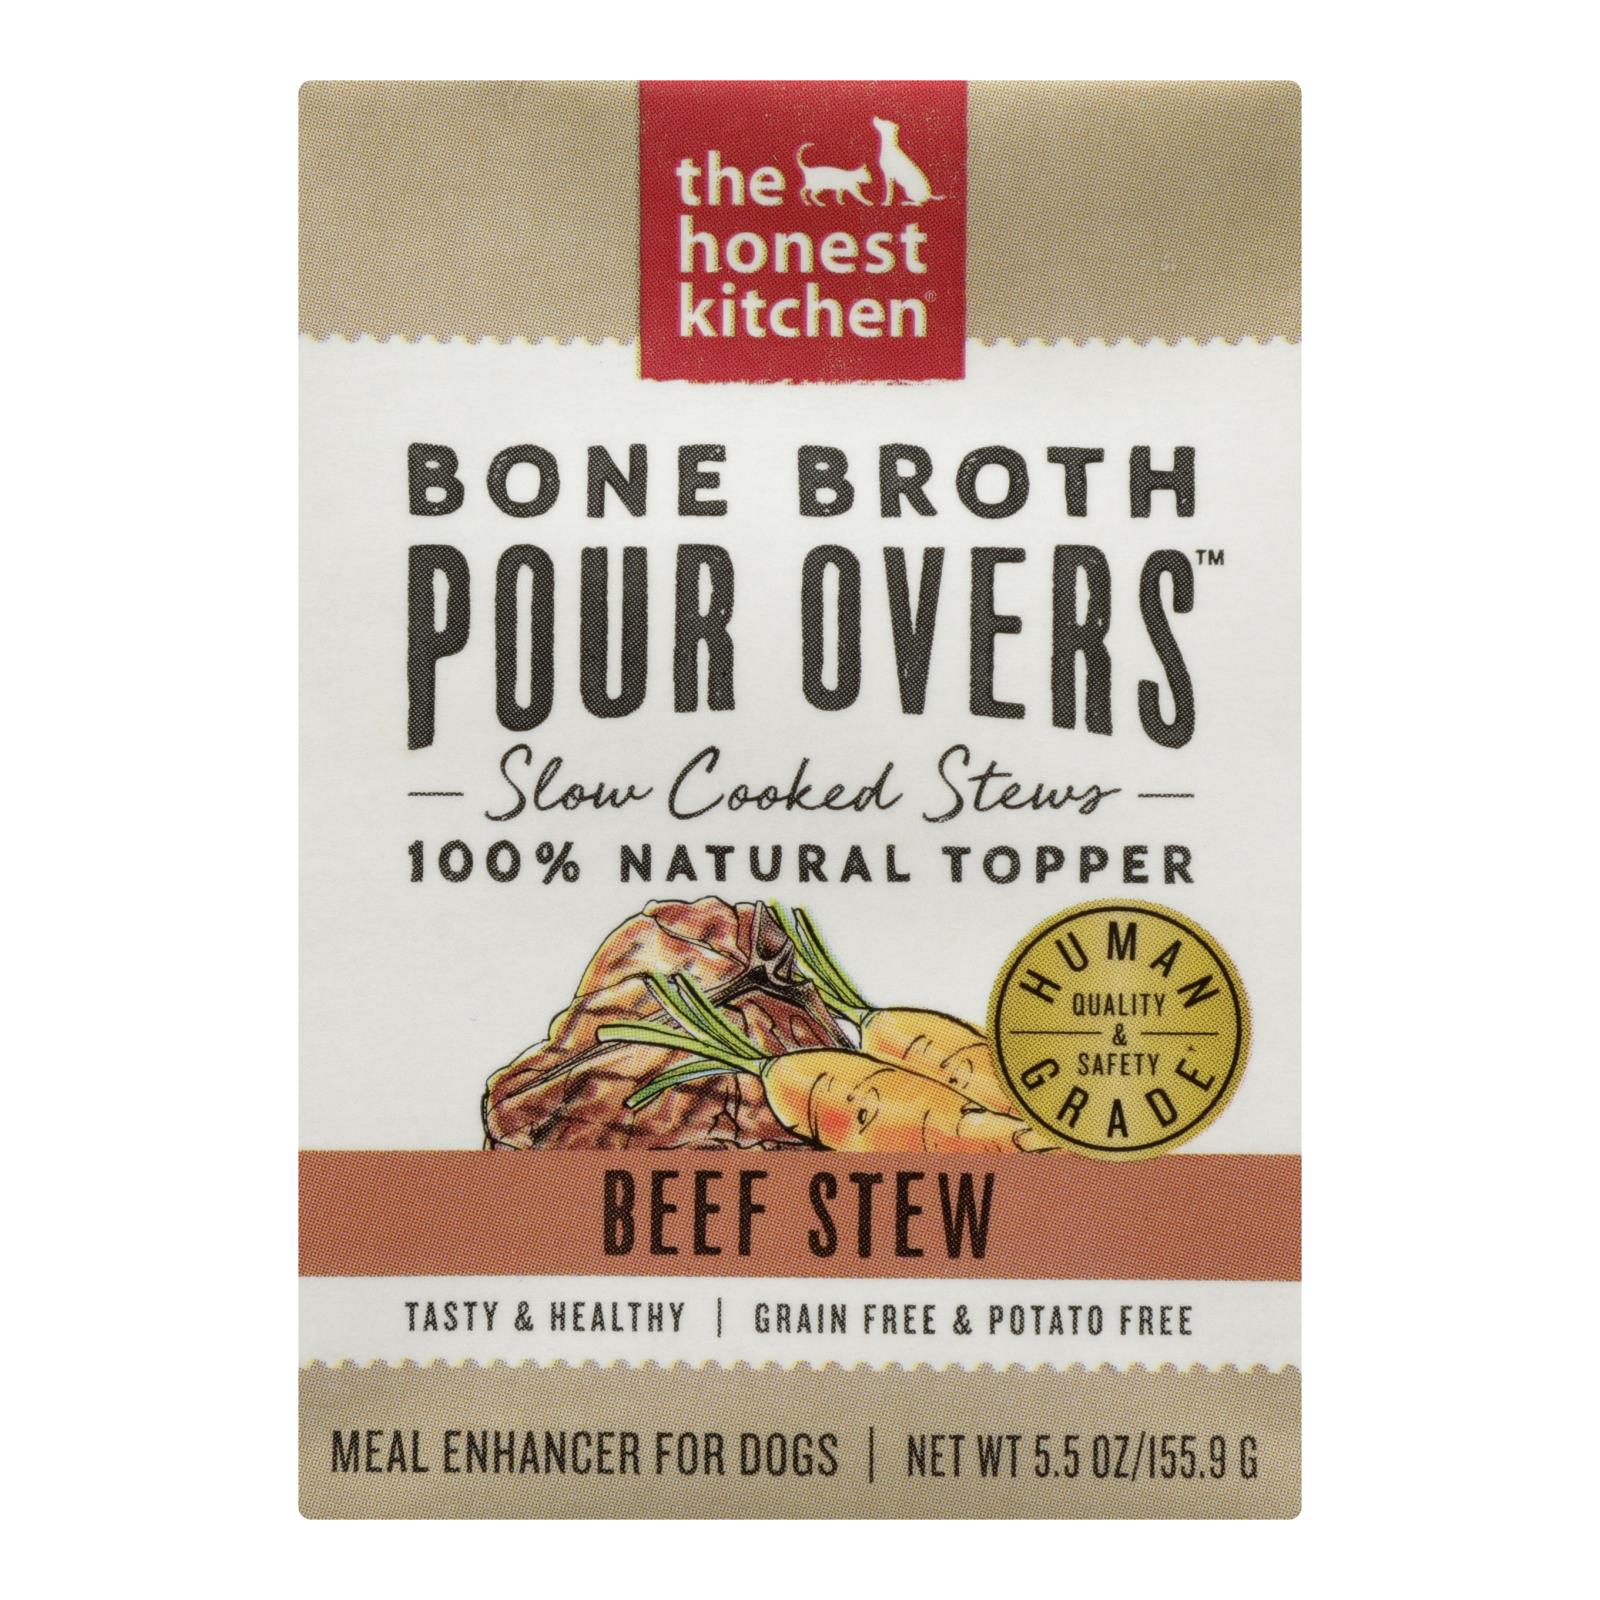 the
honest
kitchen®
BONE BROTH
POUR OVERS™
Slow Cooked Stews
100% NATURAL TOPPER
HUMAN
QUALITY
&
SAFETY
GRADE
BEEF STEW
TASTY & HEALTHY | GRAIN FREE & POTATO FREE
MEAL ENHANCER FOR DOGS | NET WT 5.5 OZ/155.9 G